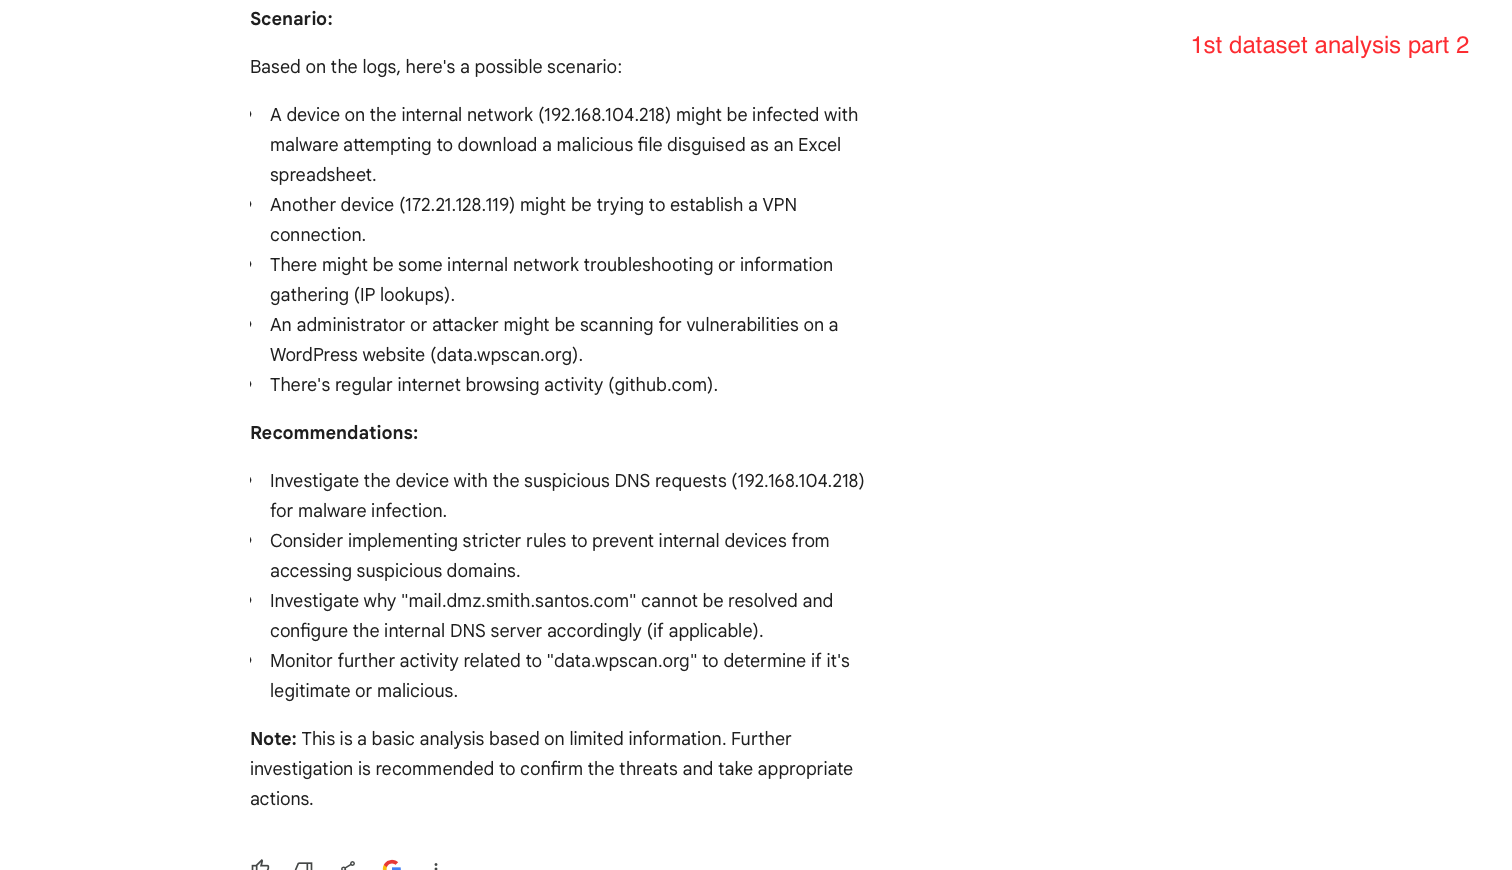 Scenario:
1st dataset analysis part 2
Based on the logs, here's a possible scenario:
A device on the internal network (192.168.104.218) might be infected with
malware attempting to download a malicious file disguised as an Excel
spreadsheet.
Another device (172.21.128.119) might be trying to establish a VPN
connection.
There might be some internal network troubleshooting or information
gathering (IP lookups).
An administrator or attacker might be scanning for vulnerabilities on a
WordPress website (data.wpscan.org).
There's regular internet browsing activity (github.com).
Recommendations:
Investigate the device with the suspicious DNS requests (192.168.104.218)
for malware infection.
Consider implementing stricter rules to prevent internal devices from
accessing suspicious domains.
Investigate why "mail.dmz.smith.santos.com" cannot be resolved and
configure the internal DNS server accordingly (if applicable).
Monitor further activity related to "data.wpscan.org" to determine if it's
legitimate or malicious.
Note: This is a basic analysis based on limited information. Further
investigation is recommended to confirm the threats and take appropriate
actions.